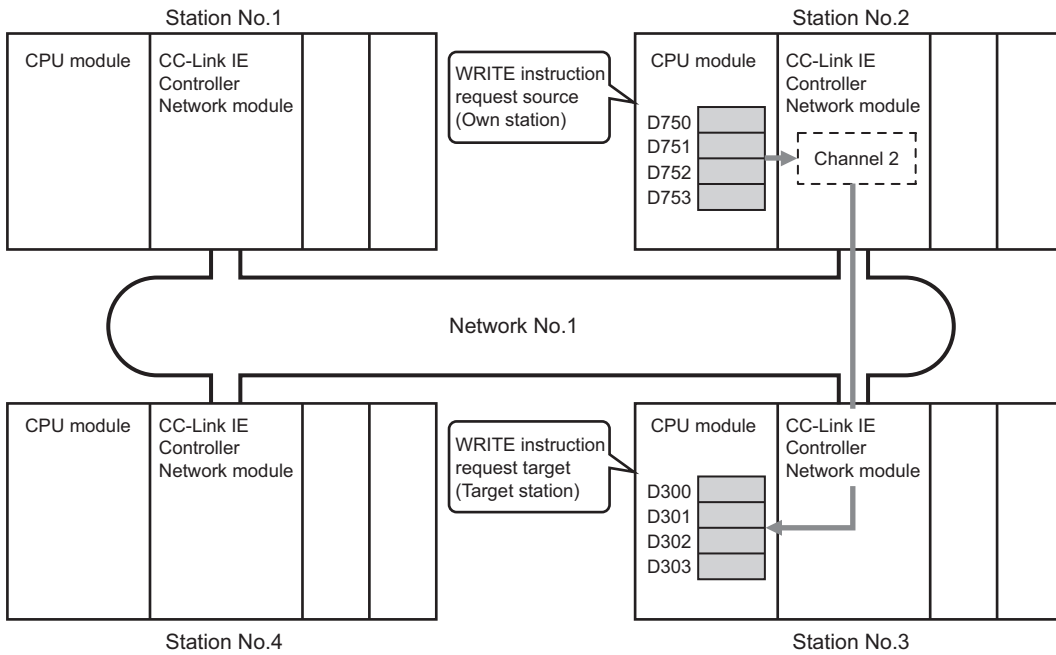 Station No.1
CPU module
CC-Link IE
Controller
Network module
WRITE instruction
request source
(Own station)
Station No.2
CPU module
D750
D751
D752
D753
CC-Link IE
Controller
Network module
Channel 2
Network No.1
CPU module
CC-Link IE
Controller
Network module
Station No.4
WRITE instruction
request target
(Target station)
CPU module
D300
D301
D302
D303
CC-Link IE
Controller
Network module
Station No.3